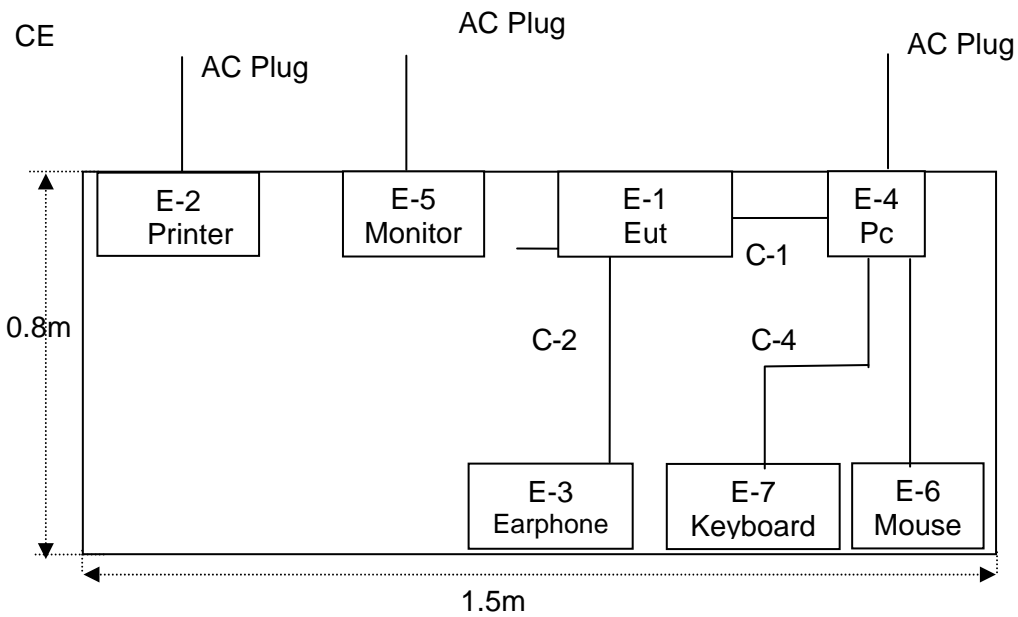 CE
AC Plug
AC Plug
AC Plug
E-2
Printer
E-5
Monitor
E-1
Eut
E-4
Pc
C-1
0.8m
C-2
C-4
E-3
Earphone
E-7
Keyboard
E-6
Mouse
1.5m